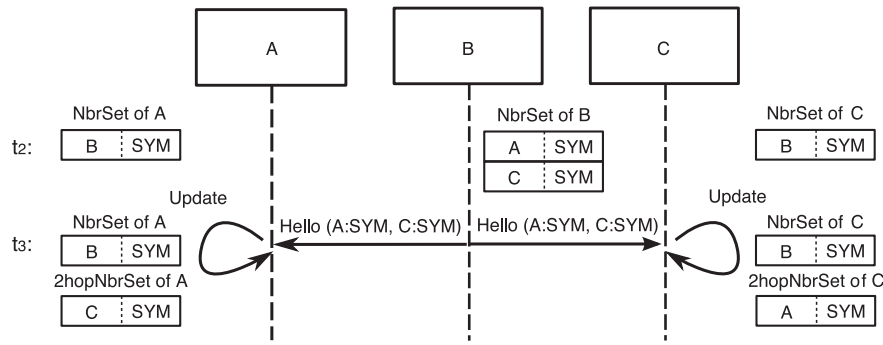 A
B
C
NbrSet of A
NbrSet of B
NbrSet of C
t2:
B SYM
A SYM
C SYM
B SYM
Update
Update
t3:
NbrSet of A
Hello (A:SYM, C:SYM)
Hello (A:SYM, C:SYM)
NbrSet of C
B SYM
B SYM
2hopNbrSet of A
2hopNbrSet of C
C SYM
A SYM